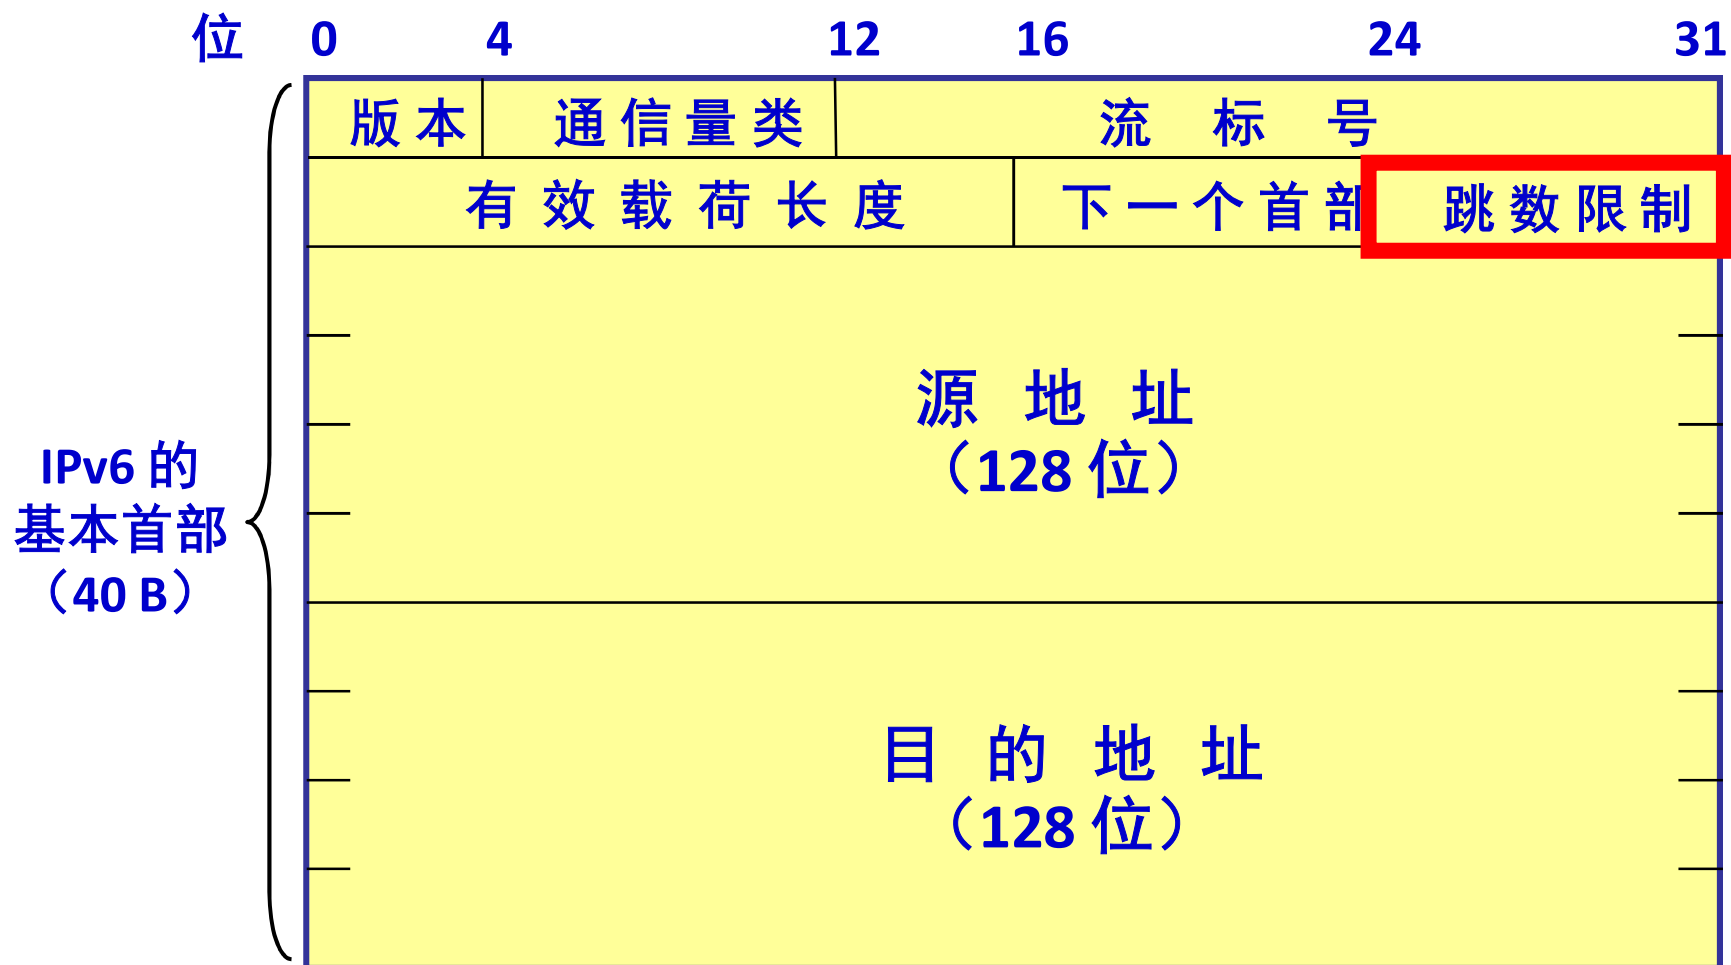 位 0 4 12 16 24 31
版本 通信量类 流标号
有效载荷长度 下一个首部 跳数限制
源地址
（128 位）
IPv6 的
基本首部
（40 B）
目的地址
（128 位）